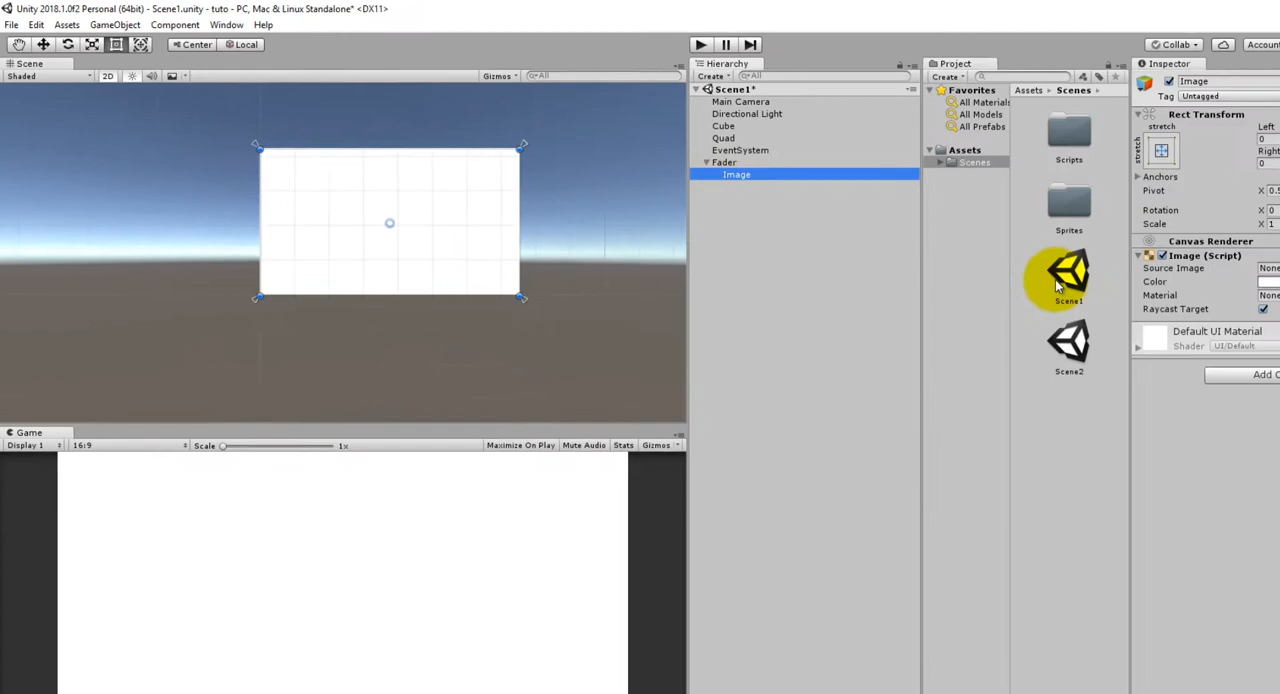 Unity 2018.1.0f2 Personal (64bit) - Scene1.unity - tuto - PC, Mac & Linux Standalone* <DX11>
File Edit Assets GameObject Component Window Help
Center Local
Collab Account
Scene
Shaded 2D Gizmos All
Hierarchy
Create All
Scene1*
Main Camera
Directional Light
Cube
Quad
EventSystem
Fader
Image
Project
Create
Favorites
All Materials
All Models
All Prefabs
Assets
Scenes
Assets Scenes
Scripts
Sprites
Scene1
Scene2
Inspector
Image
Tag Untagged
Rect Transform
stretch Left
stretch 0
Right
0
Anchors
Pivot X 0.5
Rotation X 0
Scale X 1
Canvas Renderer
Image (Script)
Source Image None
Color
Material None
Raycast Target
Default UI Material
Shader UI/Default
Add C
Game
Display 1 16:9 Scale 1x Maximize On Play Mute Audio Stats Gizmos